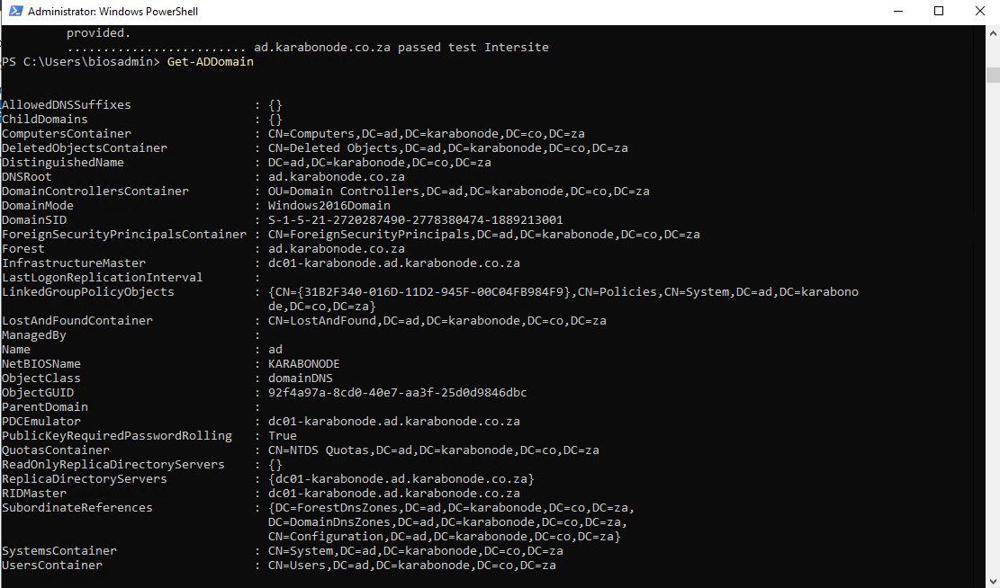 Administrator: Windows PowerShell
provided.
......................... ad.karabonode.co.za passed test Intersite
PS C:\Users\biosadmin> Get-ADDomain
AllowedDNSSuffixes : {}
ChildDomains : {}
ComputersContainer : CN=Computers,DC=ad,DC=karabonode,DC=co,DC=za
DeletedObjectsContainer : CN=Deleted Objects,DC=ad,DC=karabonode,DC=co,DC=za
DistinguishedName : DC=ad,DC=karabonode,DC=co,DC=za
DNSRoot : ad.karabonode.co.za
DomainControllersContainer : OU=Domain Controllers,DC=ad,DC=karabonode,DC=co,DC=za
DomainMode : Windows2016Domain
DomainSID : S-1-5-21-2720287490-2778380474-1889213001
ForeignSecurityPrincipalsContainer : CN=ForeignSecurityPrincipals,DC=ad,DC=karabonode,DC=co,DC=za
Forest : ad.karabonode.co.za
InfrastructureMaster : dc01-karabonode.ad.karabonode.co.za
LastLogonReplicationInterval :
LinkedGroupPolicyObjects : {CN={31B2F340-016D-11D2-945F-00C04FB984F9},CN=Policies,CN=System,DC=ad,DC=karabono
de,DC=co,DC=za}
LostAndFoundContainer : CN=LostAndFound,DC=ad,DC=karabonode,DC=co,DC=za
ManagedBy :
Name : ad
NetBIOSName : KARABONODE
ObjectClass : domainDNS
ObjectGUID : 92f4a97a-8cd0-40e7-aa3f-25d0d9846dbc
ParentDomain :
PDCEmulator : dc01-karabonode.ad.karabonode.co.za
PublicKeyRequiredPasswordRolling : True
QuotasContainer : CN=NTDS Quotas,DC=ad,DC=karabonode,DC=co,DC=za
ReadOnlyReplicaDirectoryServers : {}
ReplicaDirectoryServers : {dc01-karabonode.ad.karabonode.co.za}
RIDMaster : dc01-karabonode.ad.karabonode.co.za
SubordinateReferences : {DC=ForestDnsZones,DC=ad,DC=karabonode,DC=co,DC=za,
DC=DomainDnsZones,DC=ad,DC=karabonode,DC=co,DC=za,
CN=Configuration,DC=ad,DC=karabonode,DC=co,DC=za}
SystemsContainer : CN=System,DC=ad,DC=karabonode,DC=co,DC=za
UsersContainer : CN=Users,DC=ad,DC=karabonode,DC=co,DC=za